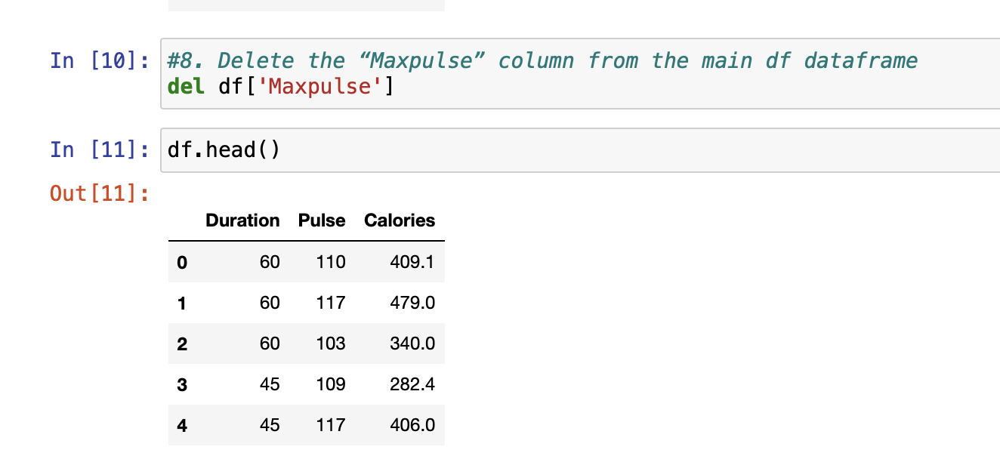 In [10]: #8. Delete the “Maxpulse” column from the main df dataframe
del df['Maxpulse']
In [11]: df.head()
Out[11]:
Duration Pulse Calories
0 60 110 409.1
1 60 117 479.0
2 60 103 340.0
3 45 109 282.4
4 45 117 406.0